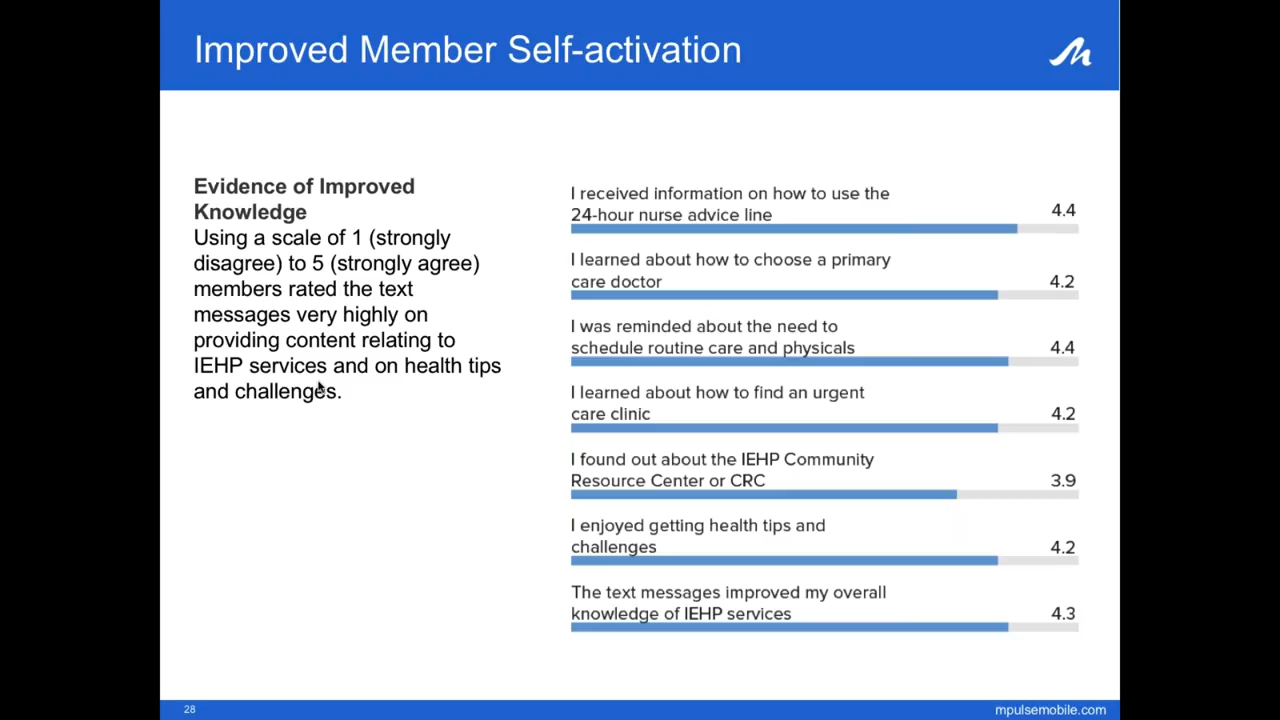 Improved Member Self-activation
Evidence of Improved
Knowledge
Using a scale of 1 (strongly
disagree) to 5 (strongly agree)
members rated the text
messages very highly on
providing content relating to
IEHP services and on health tips
and challenges.
I received information on how to use the
24-hour nurse advice line
4.4
I learned about how to choose a primary
care doctor
4.2
I was reminded about the need to
schedule routine care and physicals
4.4
I learned about how to find an urgent
care clinic
4.2
I found out about the IEHP Community
Resource Center or CRC
3.9
I enjoyed getting health tips and
challenges
4.2
The text messages improved my overall
knowledge of IEHP services
4.3
28
mpulsemobile.com